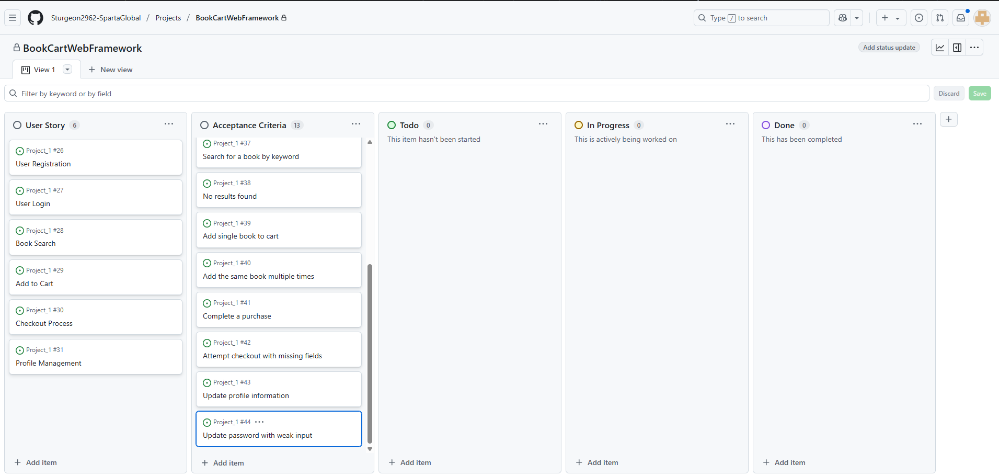 Sturgeon2962-SpartaGlobal / Projects / BookCartWebFramework
Type / to search
BookCartWebFramework
Add status update
View 1
New view
Filter by keyword or by field
Discard
Save
User Story 6
Project_1 #26
User Registration
Project_1 #27
User Login
Project_1 #28
Book Search
Project_1 #29
Add to Cart
Project_1 #30
Checkout Process
Project_1 #31
Profile Management
Add item
Acceptance Criteria 13
Project_1 #37
Search for a book by keyword
Project_1 #38
No results found
Project_1 #39
Add single book to cart
Project_1 #40
Add the same book multiple times
Project_1 #41
Complete a purchase
Project_1 #42
Attempt checkout with missing fields
Project_1 #43
Update profile information
Project_1 #44
Update password with weak input
Add item
Todo 0
This item hasn't been started
Add item
In Progress 0
This is actively being worked on
Add item
Done 0
This has been completed
Add item